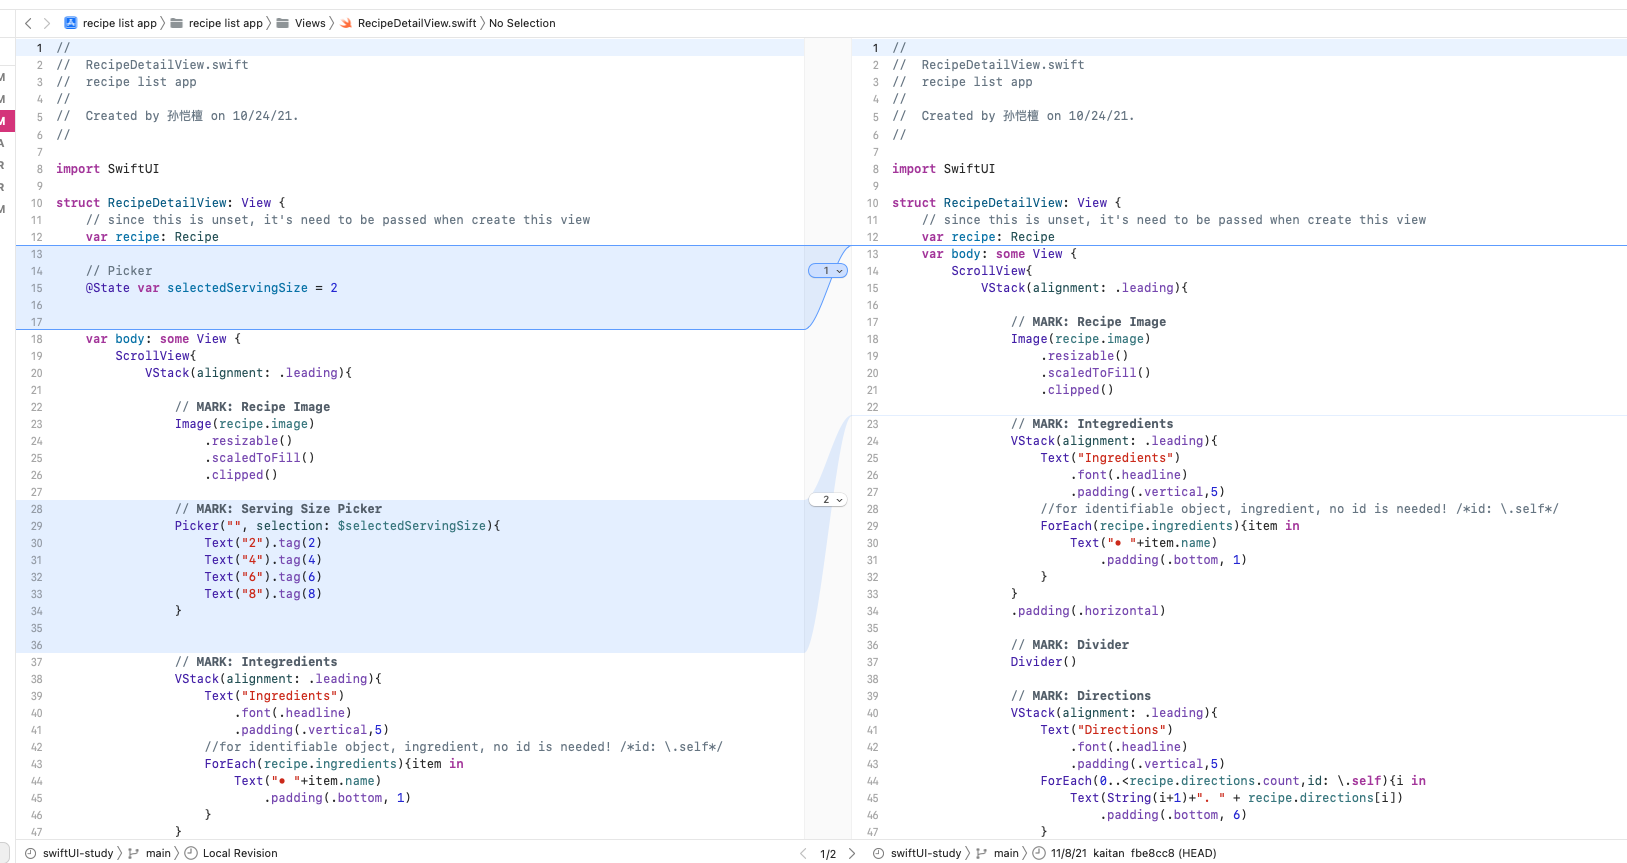 recipe list app > recipe list app > Views > RecipeDetailView.swift > No Selection
M
M
M
A
R
R
M
1 //
2 //  RecipeDetailView.swift
3 //  recipe list app
4 //
5 //  Created by 孙恺檀 on 10/24/21.
6 //
7
8 import SwiftUI
9
10 struct RecipeDetailView: View {
11     // since this is unset, it's need to be passed when create this view
12     var recipe: Recipe
13
14     // Picker
15     @State var selectedServingSize = 2
16
17
18     var body: some View {
19         ScrollView{
20             VStack(alignment: .leading){
21
22                 // MARK: Recipe Image
23                 Image(recipe.image)
24                     .resizable()
25                     .scaledToFill()
26                     .clipped()
27
28                 // MARK: Serving Size Picker
29                 Picker("", selection: $selectedServingSize){
30                     Text("2").tag(2)
31                     Text("4").tag(4)
32                     Text("6").tag(6)
33                     Text("8").tag(8)
34                 }
35
36
37                 // MARK: Integredients
38                 VStack(alignment: .leading){
39                     Text("Ingredients")
40                         .font(.headline)
41                         .padding(.vertical,5)
42                     //for identifiable object, ingredient, no id is needed! /*id: \.self*/
43                     ForEach(recipe.ingredients){item in
44                         Text("• "+item.name)
45                             .padding(.bottom, 1)
46                     }
47                 }
1
2
1 //
2 //  RecipeDetailView.swift
3 //  recipe list app
4 //
5 //  Created by 孙恺檀 on 10/24/21.
6 //
7
8 import SwiftUI
9
10 struct RecipeDetailView: View {
11     // since this is unset, it's need to be passed when create this view
12     var recipe: Recipe
13     var body: some View {
14         ScrollView{
15             VStack(alignment: .leading){
16
17                 // MARK: Recipe Image
18                 Image(recipe.image)
19                     .resizable()
20                     .scaledToFill()
21                     .clipped()
22
23                 // MARK: Integredients
24                 VStack(alignment: .leading){
25                     Text("Ingredients")
26                         .font(.headline)
27                         .padding(.vertical,5)
28                     //for identifiable object, ingredient, no id is needed! /*id: \.self*/
29                     ForEach(recipe.ingredients){item in
30                         Text("• "+item.name)
31                             .padding(.bottom, 1)
32                     }
33                 }
34                 .padding(.horizontal)
35
36                 // MARK: Divider
37                 Divider()
38
39                 // MARK: Directions
40                 VStack(alignment: .leading){
41                     Text("Directions")
42                         .font(.headline)
43                         .padding(.vertical,5)
44                     ForEach(0..<recipe.directions.count,id: \.self){i in
45                         Text(String(i+1)+". " + recipe.directions[i])
46                             .padding(.bottom, 6)
47                     }
swiftUI-study > main > Local Revision
< 1/2 >
swiftUI-study > main > 11/8/21 kaitan fbe8cc8 (HEAD)